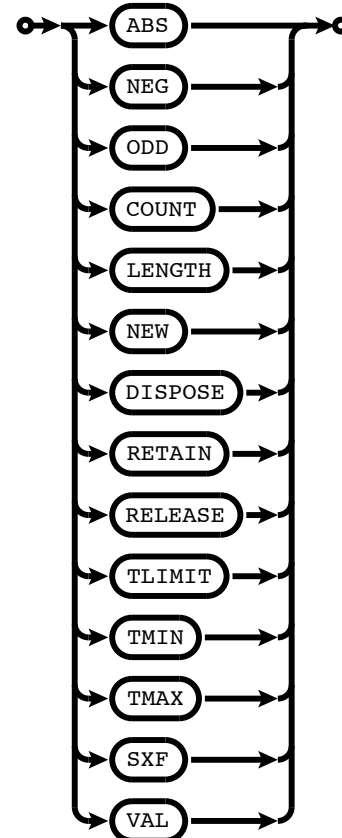 ABS
NEG
ODD
COUNT
LENGTH
NEW
DISPOSE
RETAIN
RELEASE
TLIMIT
TMIN
TMAX
SXF
VAL